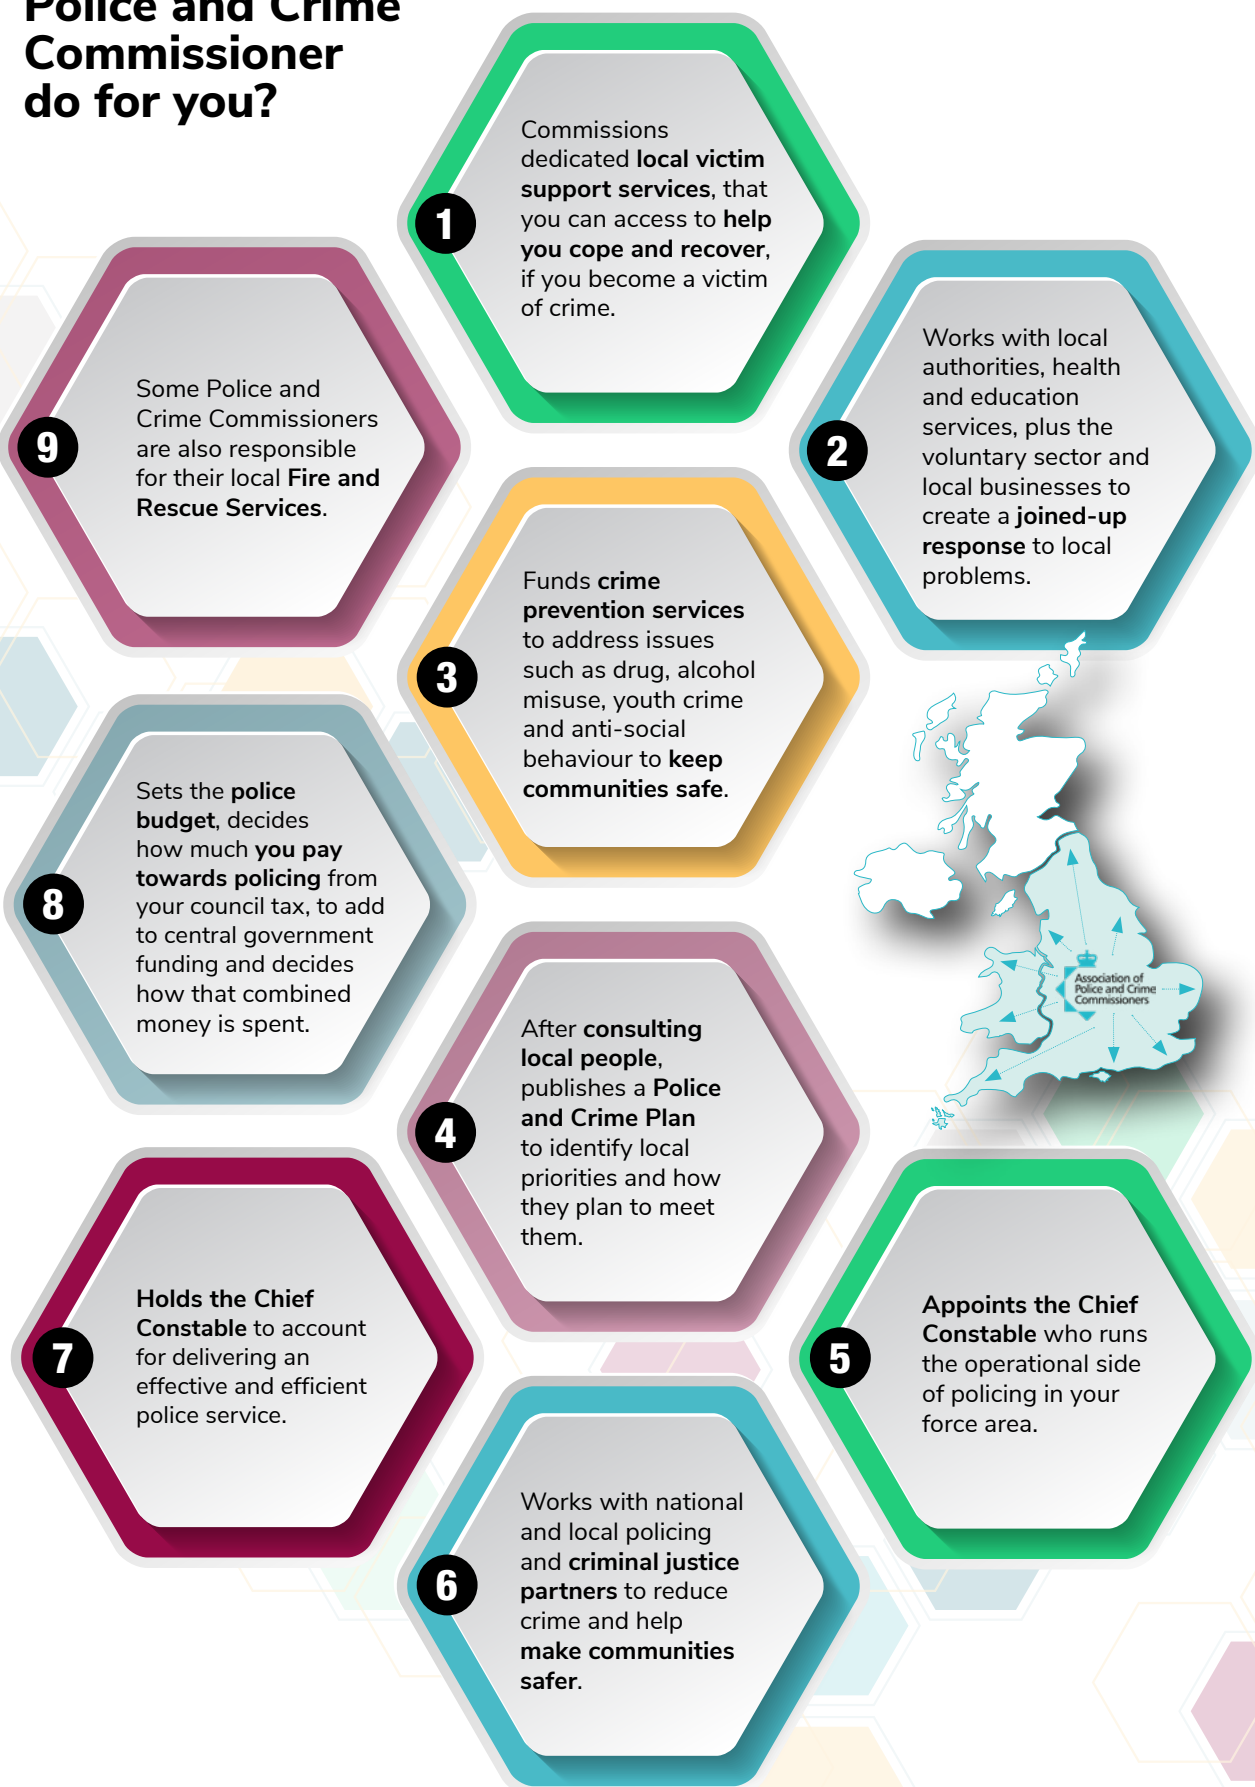 Police and Crime
Commissioner
do for you?
1
Commissions
dedicated local victim
support services, that
you can access to help
you cope and recover,
if you become a victim
of crime.
2
Works with local
authorities, health
and education
services, plus the
voluntary sector and
local businesses to
create a joined-up
response to local
problems.
3
Funds crime
prevention services
to address issues
such as drug, alcohol
misuse, youth crime
and anti-social
behaviour to keep
communities safe.
Association of
Police and Crime
Commissioners
4
After consulting
local people,
publishes a Police
and Crime Plan
to identify local
priorities and how
they plan to meet
them.
5
Appoints the Chief
Constable who runs
the operational side
of policing in your
force area.
6
Works with national
and local policing
and criminal justice
partners to reduce
crime and help
make communities
safer.
7
Holds the Chief
Constable to account
for delivering an
effective and efficient
police service.
8
Sets the police
budget, decides
how much you pay
towards policing from
your council tax, to add
to central government
funding and decides
how that combined
money is spent.
9
Some Police and
Crime Commissioners
are also responsible
for their local Fire and
Rescue Services.